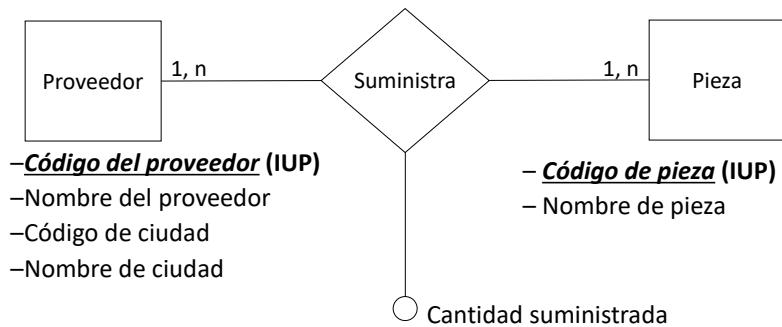 Proveedor
1, n
Suministra
1, n
Pieza
–Código del proveedor (IUP)
–Nombre del proveedor
–Código de ciudad
–Nombre de ciudad
– Código de pieza (IUP)
– Nombre de pieza
Cantidad suministrada